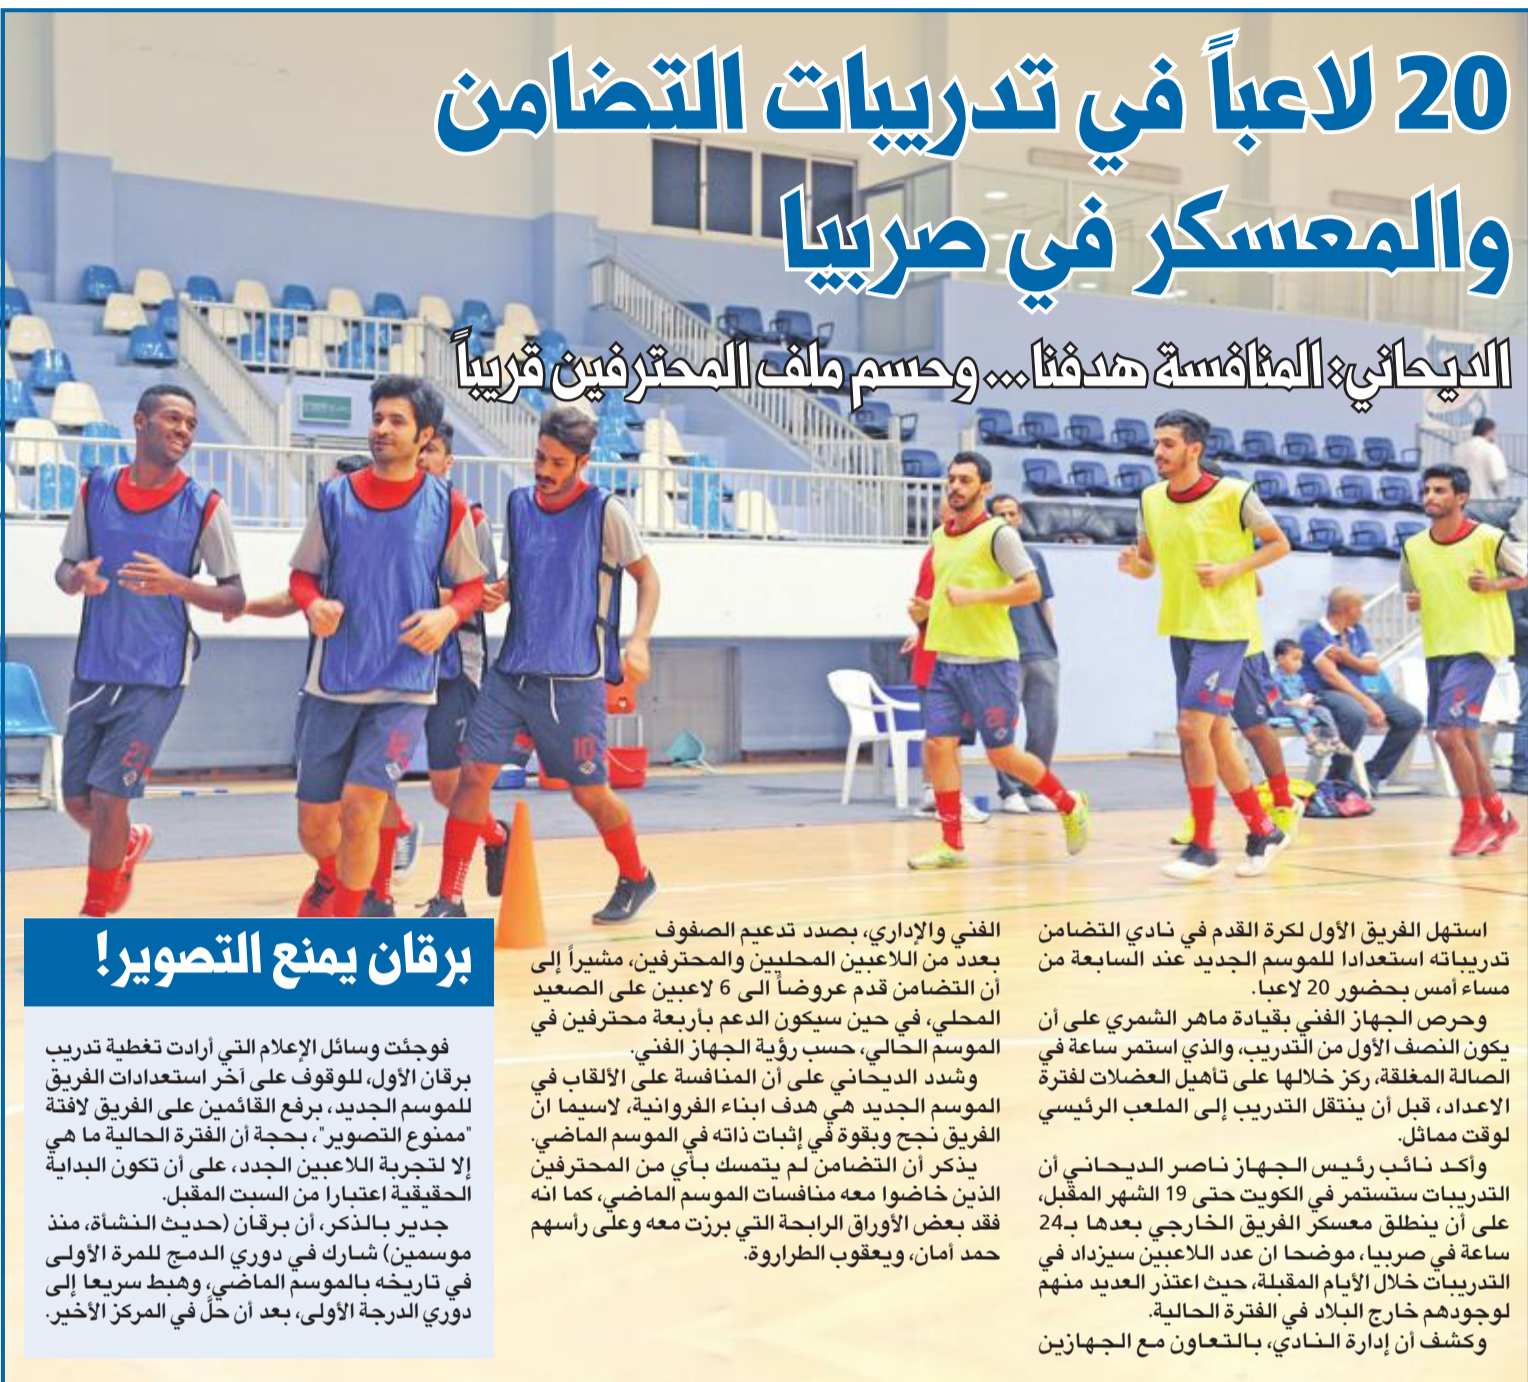 20 لاعباً في تدريبات التضامن
والمعسكر في صربيا
الديحاني: المنافسة هدفنا... وحسم ملف المحترفين قريباً
استهل الفريق الأول لكرة القدم في نادي التضامن
تدريباته استعدادا للموسم الجديد عند السابعة من
مساء أمس بحضور 20 لاعبا.
وحرص الجهاز الفني بقيادة ماهر الشمري على أن
يكون النصف الأول من التدريب، والذي استمر ساعة في
الصالة المغلقة، ركز خلالها على تأهيل العضلات لفترة
الاعداد، قبل أن ينتقل التدريب إلى الملعب الرئيسي
لوقت مماثل.
وأكد نائب رئيس الجهاز ناصر الديحاني أن
التدريبات ستستمر في الكويت حتى 19 الشهر المقبل،
على أن ينطلق معسكر الفريق الخارجي بعدها بـ24
ساعة في صربيا، موضحا ان عدد اللاعبين سيزداد في
التدريبات خلال الأيام المقبلة، حيث اعتذر العديد منهم
لوجودهم خارج البلاد في الفترة الحالية.
وكشف أن إدارة النادي، بالتعاون مع الجهازين
الفني والإداري، بصدد تدعيم الصفوف
بعدد من اللاعبين المحليين والمحترفين، مشيراً إلى
أن التضامن قدم عروضاً الى 6 لاعبين على الصعيد
المحلي، في حين سيكون الدعم بأربعة محترفين في
الموسم الحالي، حسب رؤية الجهاز الفني.
وشدد الديحاني على أن المنافسة على الألقاب في
الموسم الجديد هي هدف ابناء الفروانية، لاسيما ان
الفريق نجح وبقوة في إثبات ذاته في الموسم الماضي.
يذكر أن التضامن لم يتمسك بأي من المحترفين
الذين خاضوا معه منافسات الموسم الماضي، كما انه
فقد بعض الأوراق الرابحة التي برزت معه وعلى رأسهم
حمد أمان، ويعقوب الطراروة.
برقان يمنع التصوير!
فوجئت وسائل الإعلام التي أرادت تغطية تدريب
برقان الأول، للوقوف على آخر استعدادات الفريق
للموسم الجديد، برفع القائمين على الفريق لافتة
"ممنوع التصوير"، بحجة أن الفترة الحالية ما هي
إلا لتجربة اللاعبين الجدد، على أن تكون البداية
الحقيقية اعتبارا من السبت المقبل.
جدير بالذكر، أن برقان (حديث النشأة، منذ
موسمين) شارك في دوري الدمج للمرة الأولى
في تاريخه بالموسم الماضي، وهبط سريعا إلى
دوري الدرجة الأولى، بعد أن حلَّ في المركز الأخير.
21
7
10
4